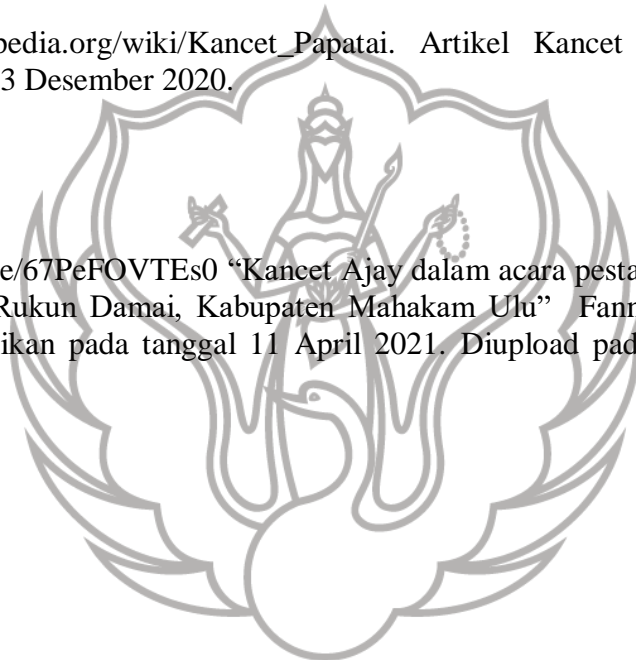 pedia.org/wiki/Kancet_Papatai. Artikel Kancet
3 Desember 2020.
e/67PeFOVTEs0 “Kancet Ajay dalam acara pesta
Rukun Damai, Kabupaten Mahakam Ulu” Fann
ikan pada tanggal 11 April 2021. Diupload pad